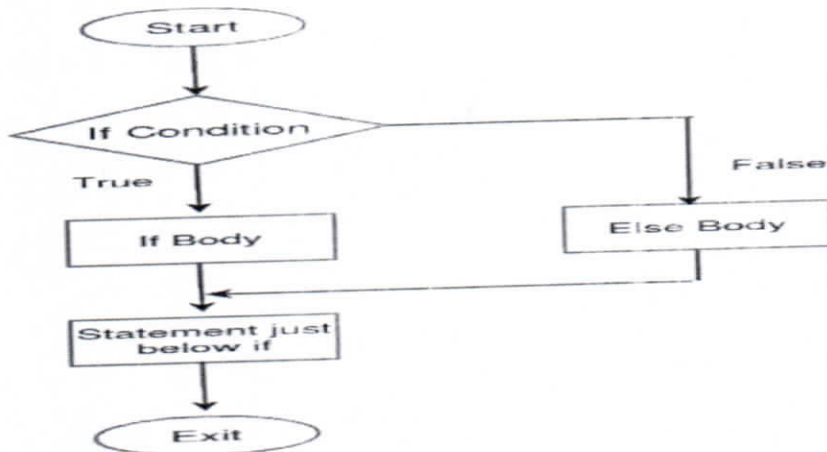 Start
If Condition
True
False
If Body
Else Body
Statement just
below if
Exit